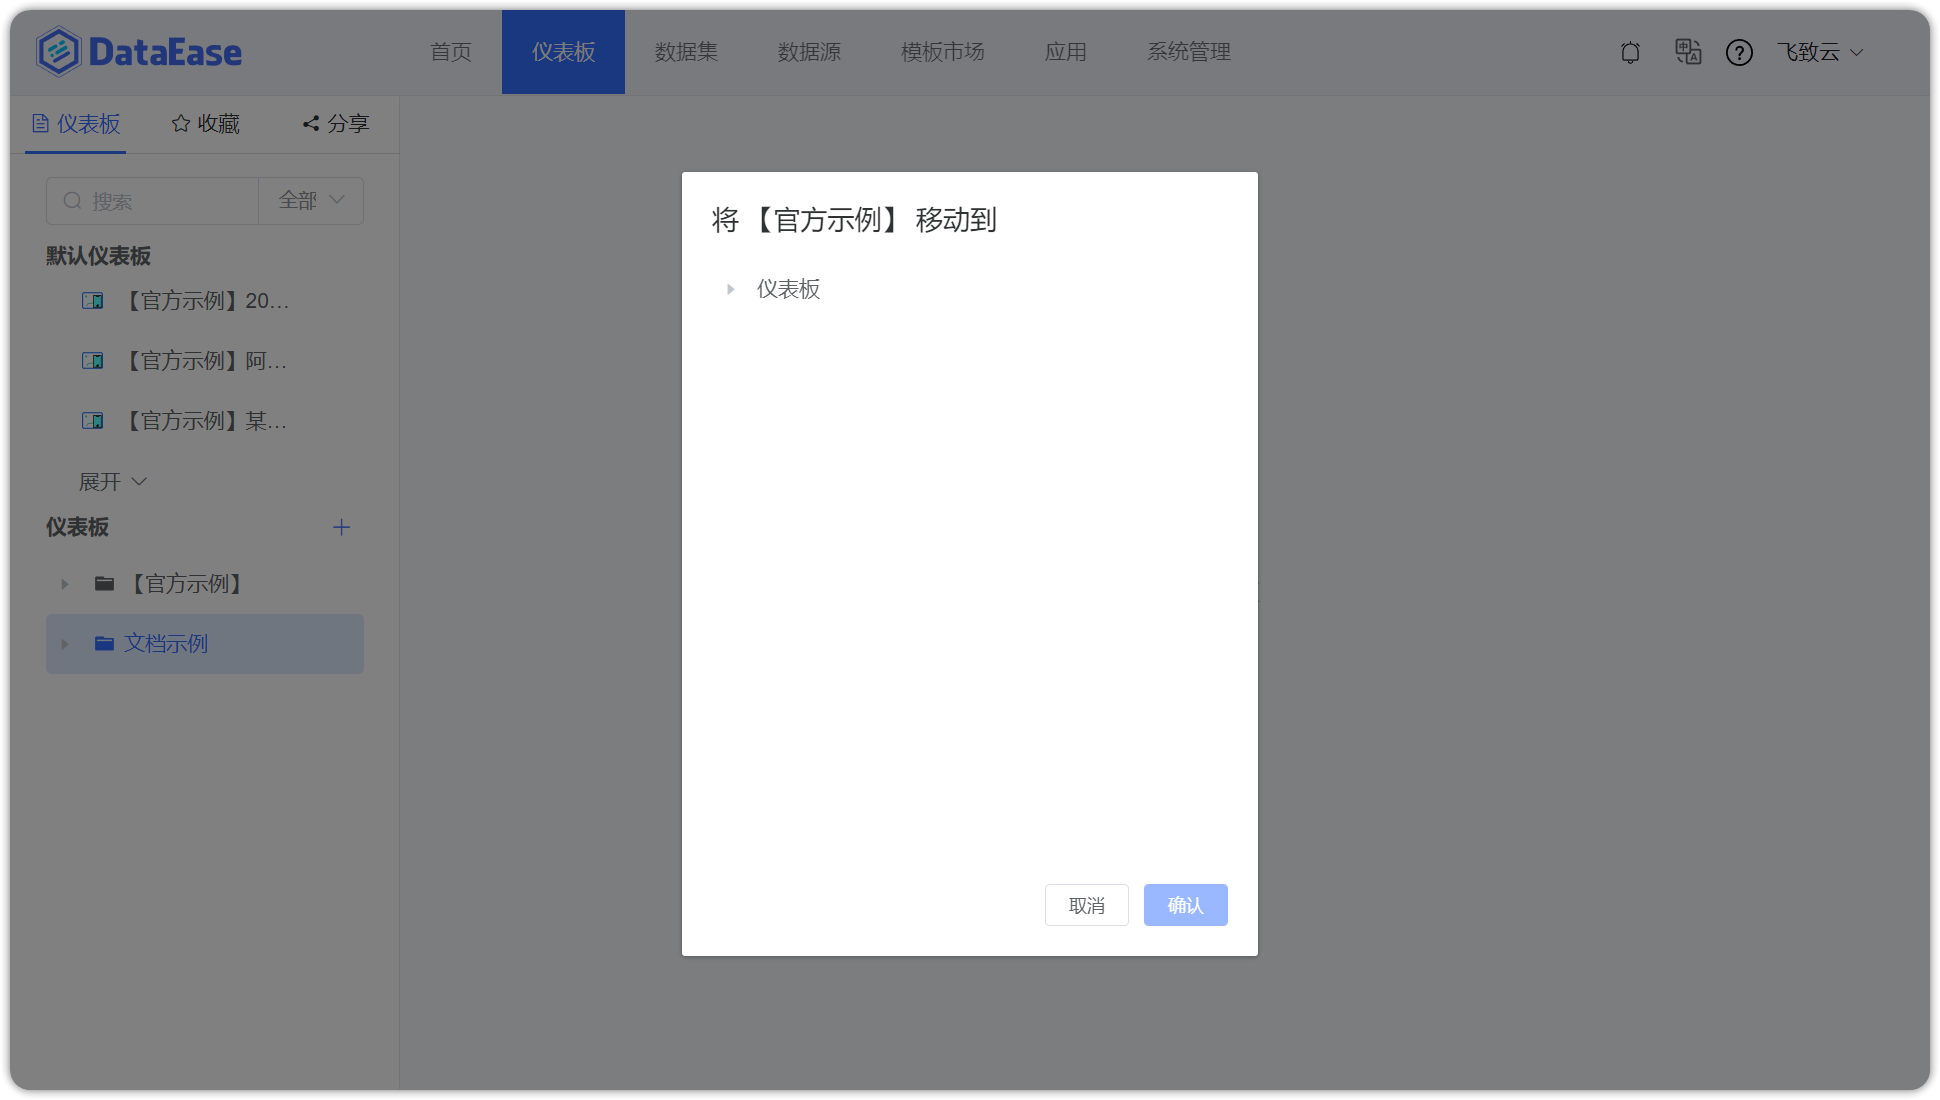 DataEase
首页
仪表板
数据集
数据源
模板市场
应用
系统管理
中 A
?
飞致云
仪表板
收藏
分享
搜索
全部
默认仪表板
【官方示例】20...
【官方示例】阿...
【官方示例】某...
展开
仪表板
【官方示例】
文档示例
将 【官方示例】 移动到
仪表板
取消
确认